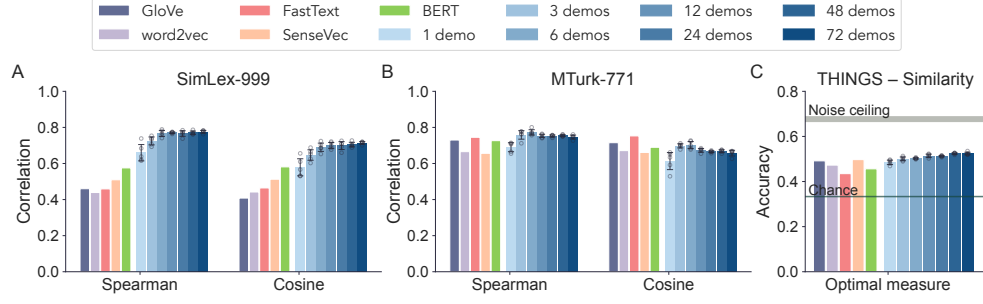 GloVe FastText BERT 3 demos 12 demos 48 demos
word2vec SenseVec 1 demo 6 demos 24 demos 72 demos
A SimLex-999
Correlation
1.0
0.8
0.6
0.4
0.2
0.0
Spearman Cosine
B MTurk-771
Correlation
1.0
0.8
0.6
0.4
0.2
0.0
Spearman Cosine
C THINGS – Similarity
Accuracy
0.8
Noise ceiling
0.6
0.4
Chance
0.2
0.0
Optimal measure